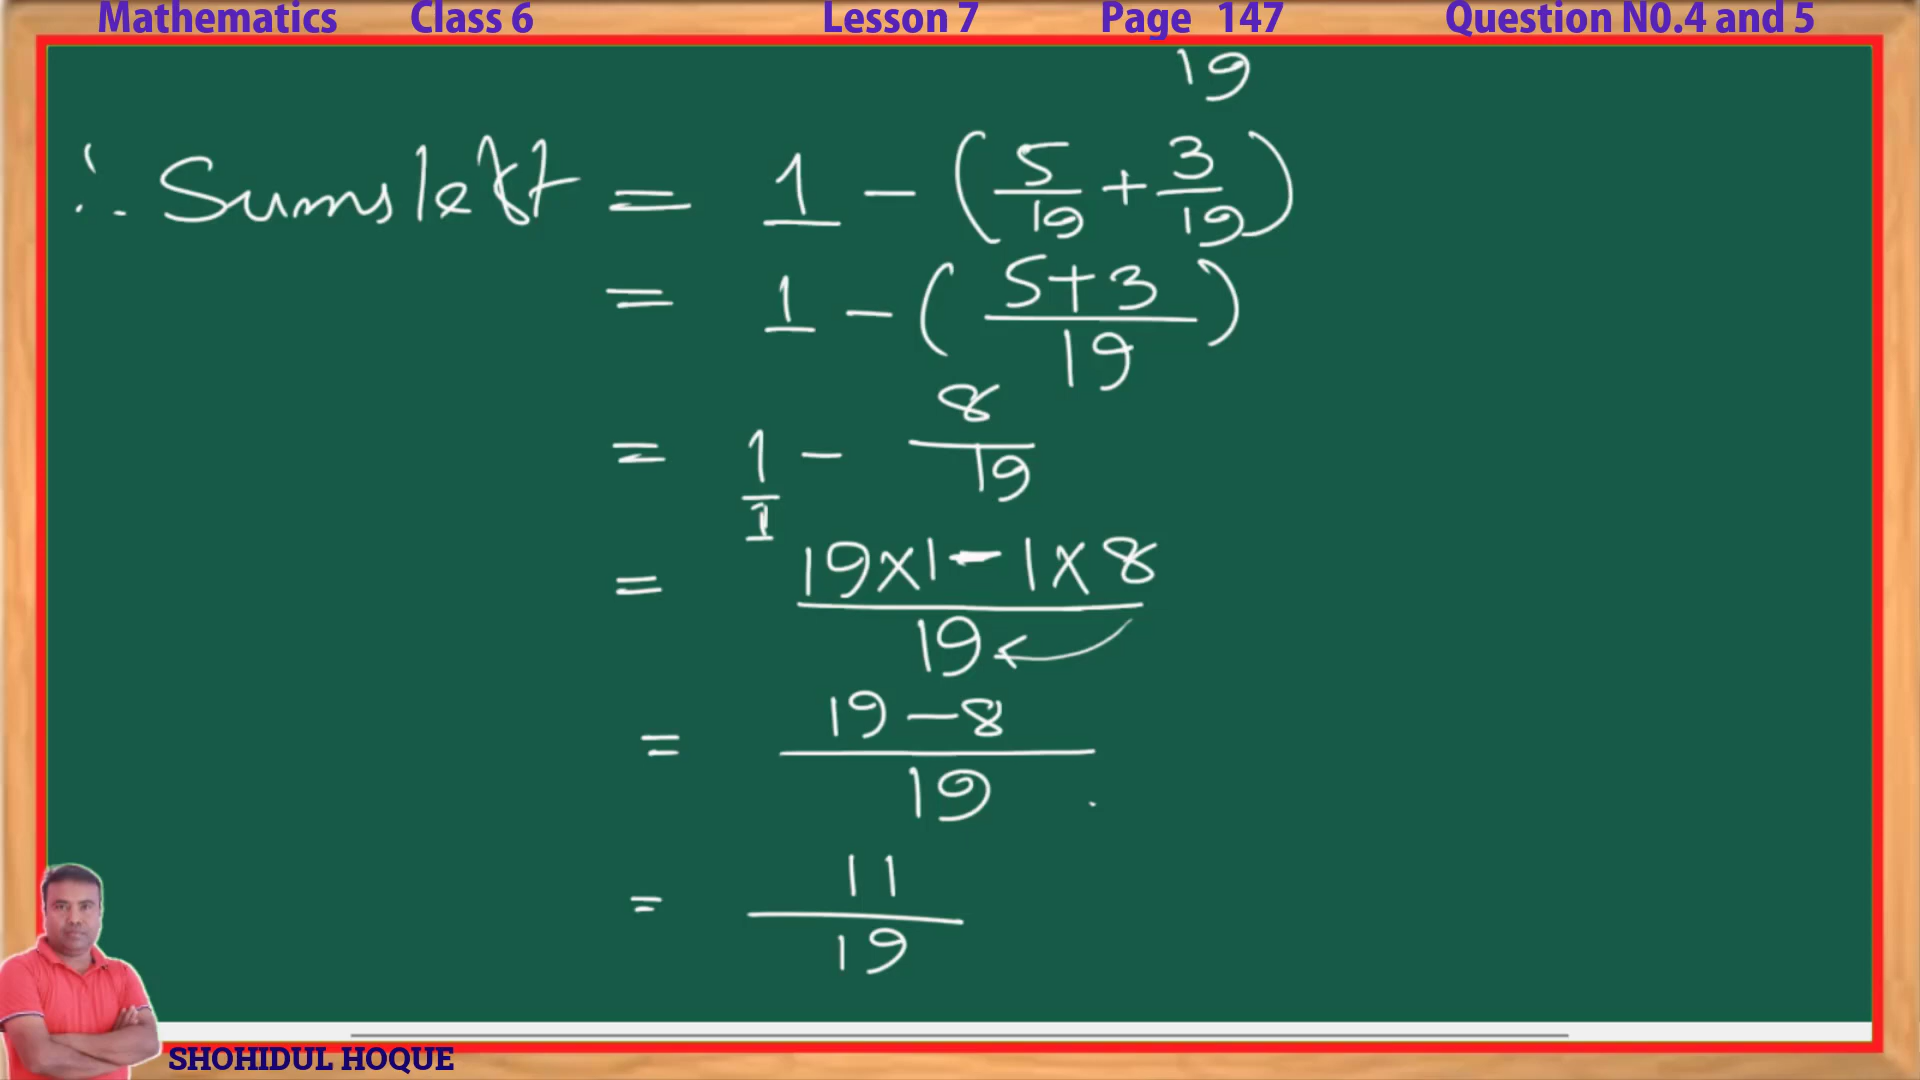 Mathematics Class 6 Lesson 7 Page 147 Question N0.4 and 5
19
∴ Sums left = 1 - (5/19 + 3/19)
= 1 - (5+3/19)
= 1/1 - 8/19
= 19×1-1×8/19
= 19-8/19
= 11/19
SHOHIDUL HOQUE